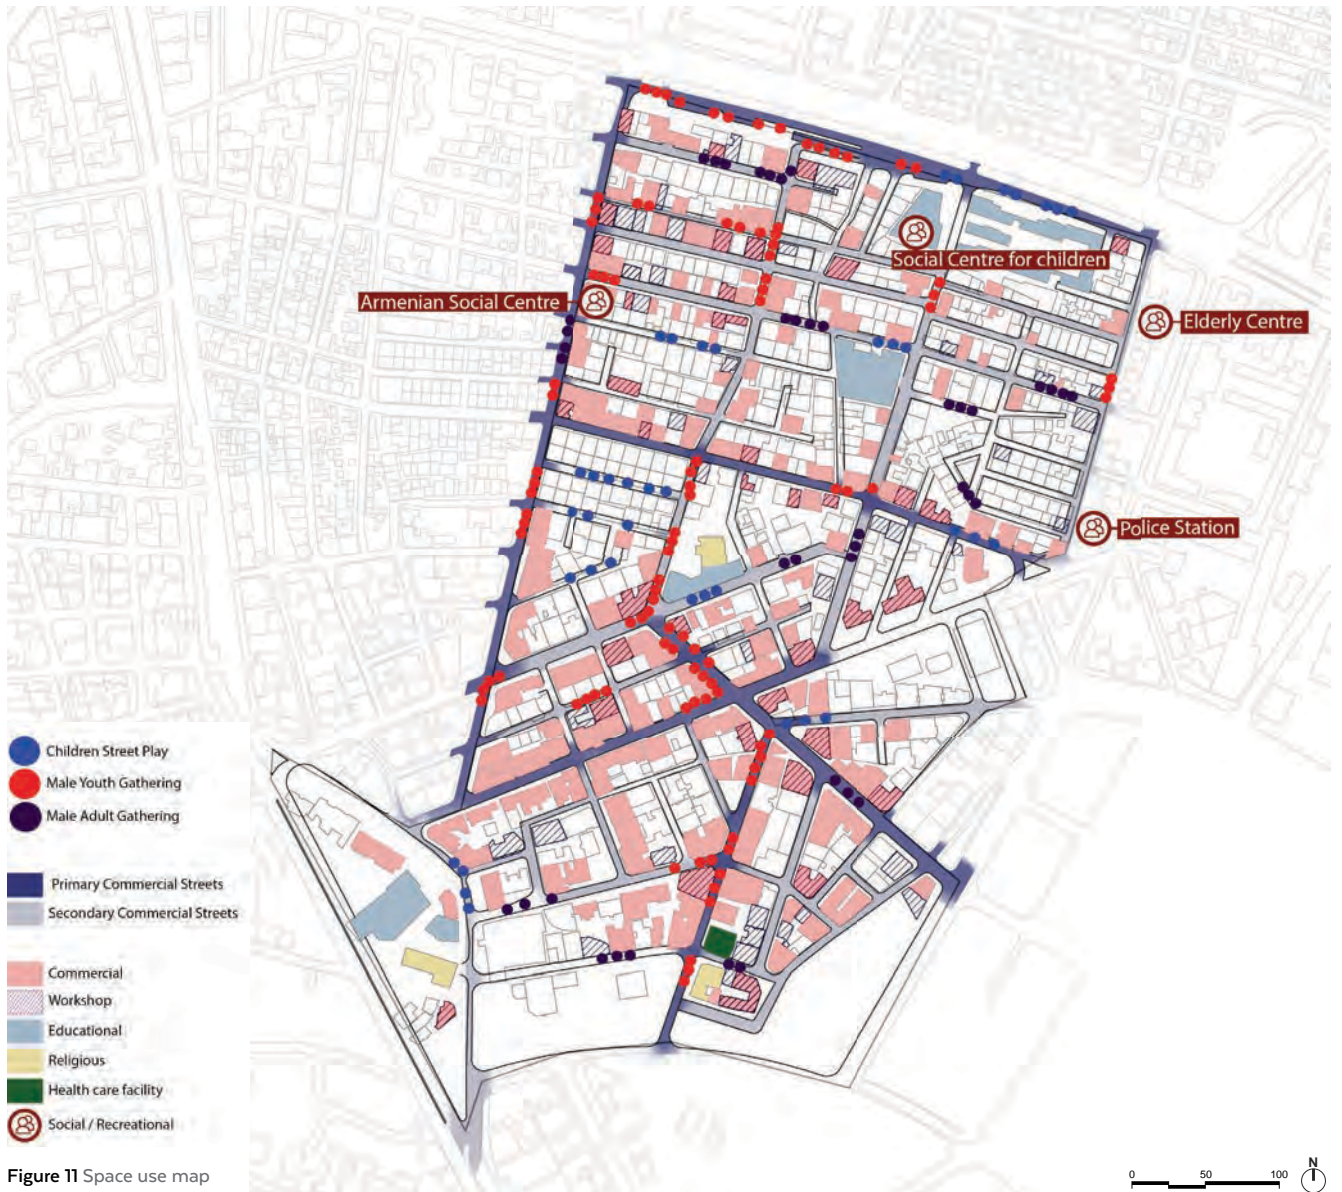 Social Centre for children
Armenian Social Centre
Elderly Centre
Police Station
Children Street Play
Male Youth Gathering
Male Adult Gathering
Primary Commercial Streets
Secondary Commercial Streets
Commercial
Workshop
Educational
Religious
Health care facility
Social / Recreational
Figure 11 Space use map
0 50 100
N